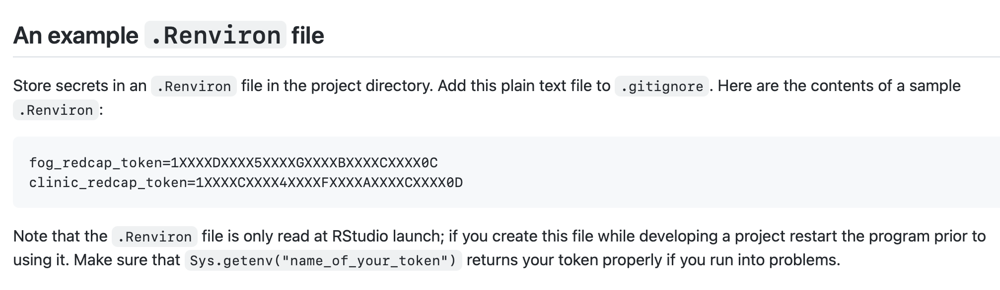 An example .Renviron file
Store secrets in an .Renviron file in the project directory. Add this plain text file to .gitignore. Here are the contents of a sample
.Renviron:
fog_redcap_token=1XXXXDXXXX5XXXXGXXXXBXXXXCXXXX0C
clinic_redcap_token=1XXXXCXXXX4XXXXFXXXXAXXXXCXXXX0D
Note that the .Renviron file is only read at RStudio launch; if you create this file while developing a project restart the program prior to
using it. Make sure that Sys.getenv("name_of_your_token") returns your token properly if you run into problems.